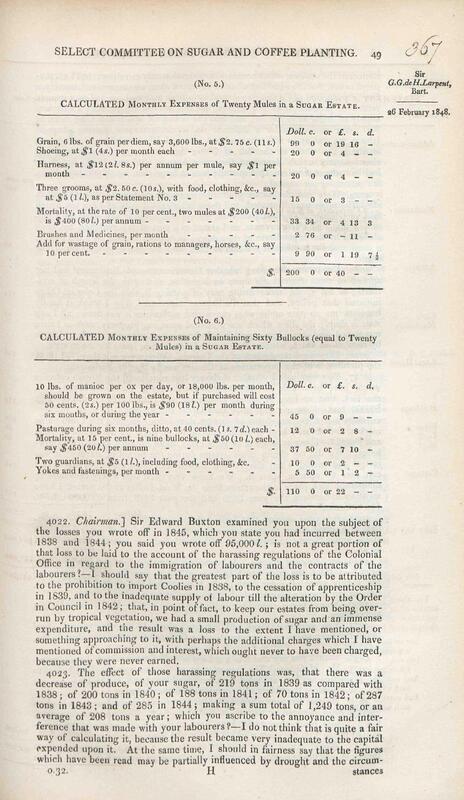 SELECT COMMITTEE ON SUGAR AND COFFEE PLANTING. 49
367
Sir
G.G. de H. Larpent,
Bart.
26 February 1848.
(No. 5.)
CALCULATED MONTHLY EXPENSES of Twenty Mules in a SUGAR ESTATE.
Doll. c. or £. s. d.
Grain, 6 lbs. of grain per diem, say 3,600 lbs., at $2. 75 c. (11 s.) 99 0 or 19 16 –
Shoeing, at $1 (4 s.) per month each - - - - - - 20 0 or 4 – –
Harness, at $12 (2 l. 8 s.) per annum per mule, say $1 per
month - - - - - - - - - 20 0 or 4 – –
Three grooms, at $2. 50 c. (10 s.), with food, clothing, &c., say
at $5 (1 l.), as per Statement No. 3 - - - - - 15 0 or 3 – –
Mortality, at the rate of 10 per cent., two mules at $200 (40 l.),
is $400 (80 l.) per annum - - - - - - - 33 34 or 4 13 3
Brushes and Medicines, per month - - - - - 2 76 or – 11 –
Add for wastage of grain, rations to managers, horses, &c., say
10 per cent. - - - - - - - - - 9 90 or 1 19 7 ½
$. 200 0 or 40 – –
(No. 6.)
CALCULATED MONTHLY EXPENSES of Maintaining Sixty Bullocks (equal to Twenty
Mules) in a SUGAR ESTATE.
Doll. c. or £. s. d.
10 lbs. of manioc per ox per day, or 18,000 lbs. per month,
should be grown on the estate, but if purchased will cost
50 cents. (2 s.) per 100 lbs., is $90 (18 l.) per month during
six months, or during the year - - - - - - 45 0 or 9 – –
Pasturage during six months, ditto, at 40 cents. (1 s. 7 d.) each - 12 0 or 2 8 –
Mortality, at 15 per cent., is nine bullocks, at $50 (10 l.) each,
say $450 (20 l.) per annum - - - - - - 37 50 or 7 10 –
Two guardians, at $5 (1 l.), including food, clothing, &c. - 10 0 or 2 – –
Yokes and fastenings, per month - - - - - - 5 50 or 1 2 –
$. 110 0 or 22 – –
4022. Chairman.] Sir Edward Buxton examined you upon the subject of
the losses you wrote off in 1845, which you state you had incurred between
1838 and 1844; you said you wrote off 95,000 l.; is not a great portion of
that loss to be laid to the account of the harassing regulations of the Colonial
Office in regard to the immigration of labourers and the contracts of the
labourers?—I should say that the greatest part of the loss is to be attributed
to the prohibition to import Coolies in 1838, to the cessation of apprenticeship
in 1839, and to the inadequate supply of labour till the alteration by the Order
in Council in 1842; that, in point of fact, to keep our estates from being over-
run by tropical vegetation, we had a small production of sugar and an immense
expenditure, and the result was a loss to the extent I have mentioned, or
something approaching to it, with perhaps the additional charges which I have
mentioned of commission and interest, which ought never to have been charged,
because they were never earned.
4023. The effect of those harassing regulations was, that there was a
decrease of produce, of your sugar, of 219 tons in 1839 as compared with
1838; of 200 tons in 1840; of 188 tons in 1841; of 70 tons in 1842; of 287
tons in 1843; and of 285 in 1844; making a sum total of 1,249 tons, or an
average of 208 tons a year; which you ascribe to the annoyance and inter-
ference that was made with your labourers?—I do not think that is quite a fair
way of calculating it, because the result became very inadequate to the capital
expended upon it. At the same time, I should in fairness say that the figures
which have been read may be partially influenced by drought and the circum-
0.32. H stances